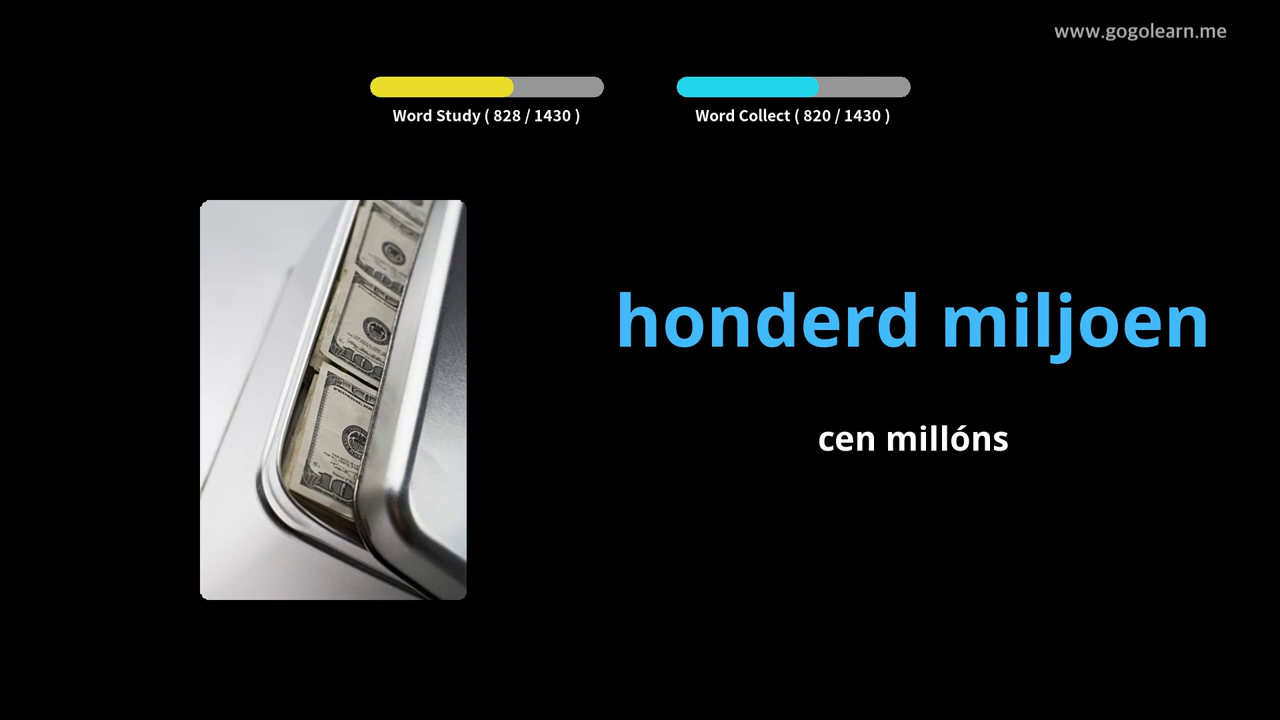 www.gogolearn.me
Word Study ( 828 / 1430 )
Word Collect ( 820 / 1430 )
honderd miljoen
cen millóns